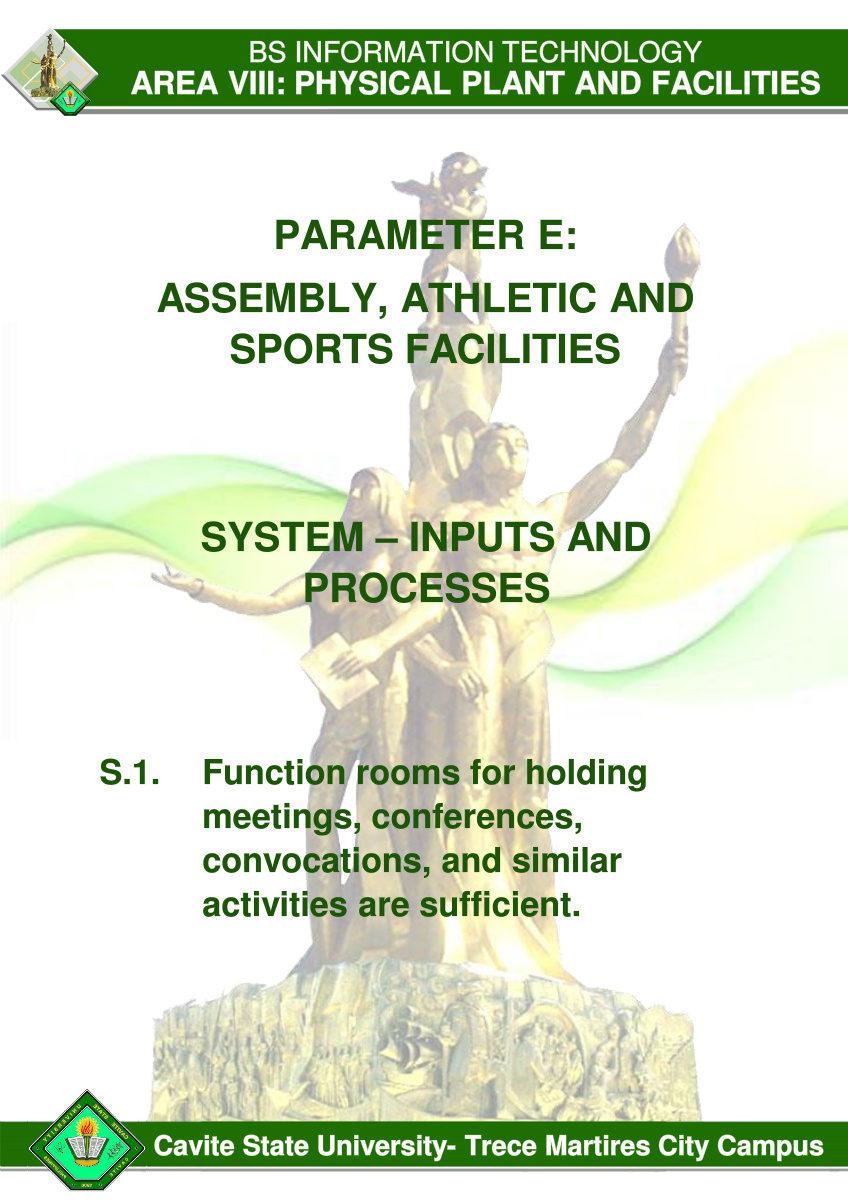 BS INFORMATION TECHNOLOGY
AREA VIII: PHYSICAL PLANT AND FACILITIES
PARAMETER E:
ASSEMBLY, ATHLETIC AND
SPORTS FACILITIES
SYSTEM – INPUTS AND
PROCESSES
S.1. Function rooms for holding
meetings, conferences,
convocations, and similar
activities are sufficient.
Cavite State University- Trece Martires City Campus